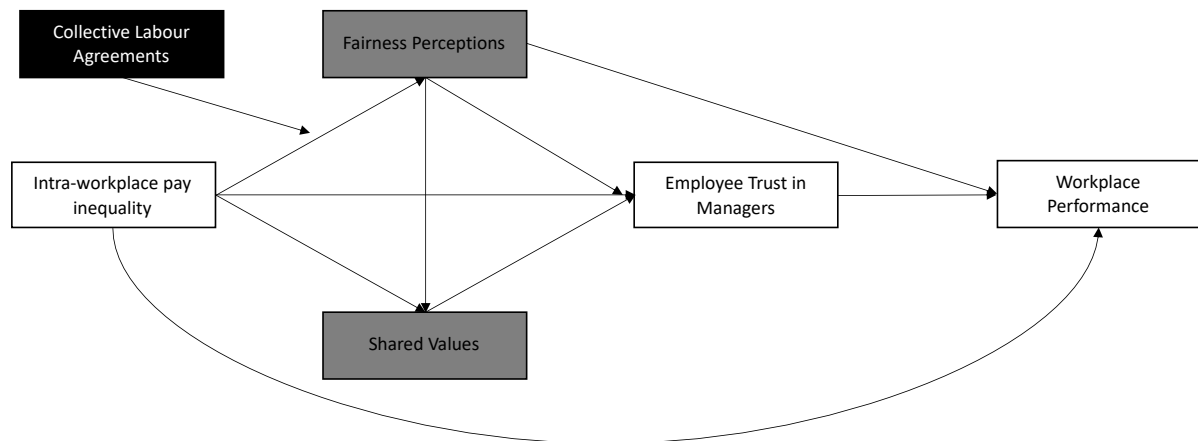 Collective Labour
Agreements
Fairness Perceptions
Intra-workplace pay
inequality
Employee Trust in
Managers
Workplace
Performance
Shared Values